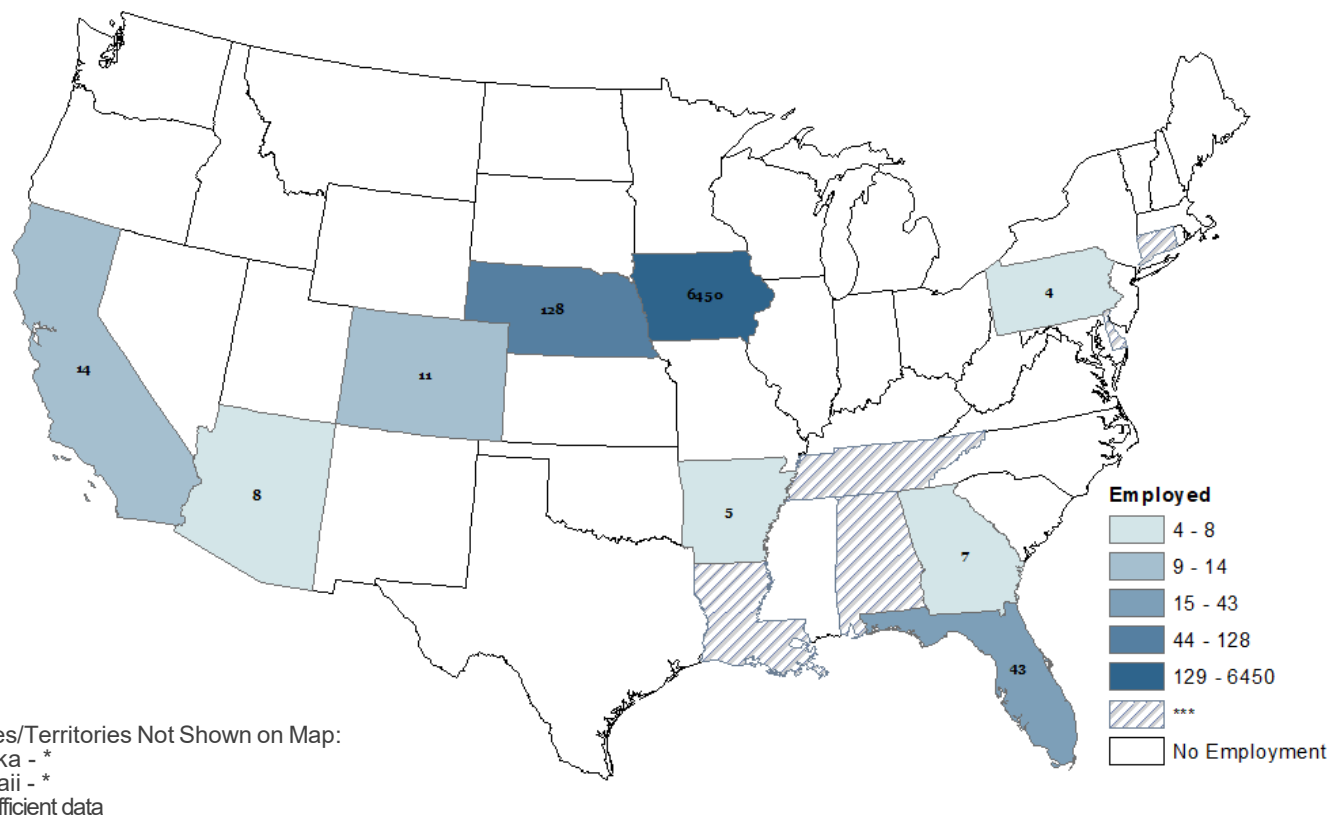 6450
128
4
14
11
8
5
7
43
Employed
4 - 8
9 - 14
15 - 43
44 - 128
129 - 6450
***
No Employment
es/Territories Not Shown on Map:
ka - *
aii - *
fficient data